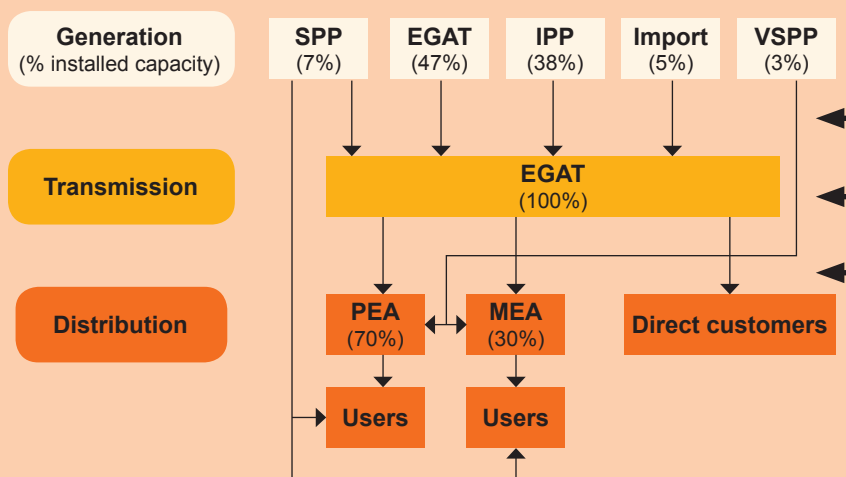 Generation
(% installed capacity)
SPP
(7%)
EGAT
(47%)
IPP
(38%)
Import
(5%)
VSPP
(3%)
Transmission
EGAT
(100%)
Distribution
PEA
(70%)
MEA
(30%)
Direct customers
Users
Users